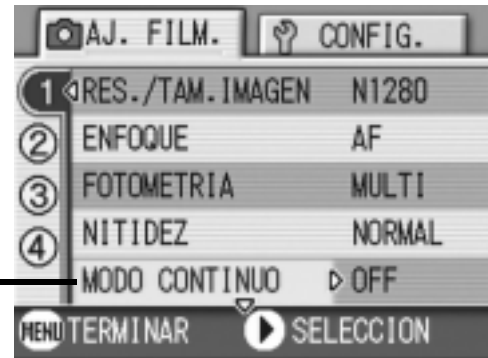 AJ. FILM. CONFIG.
1 RES./TAM.IMAGEN N1280
2 ENFOQUE AF
3 FOTOMETRIA MULTI
4 NITIDEZ NORMAL
MODO CONTINUO OFF
MENU TERMINAR SELECCION